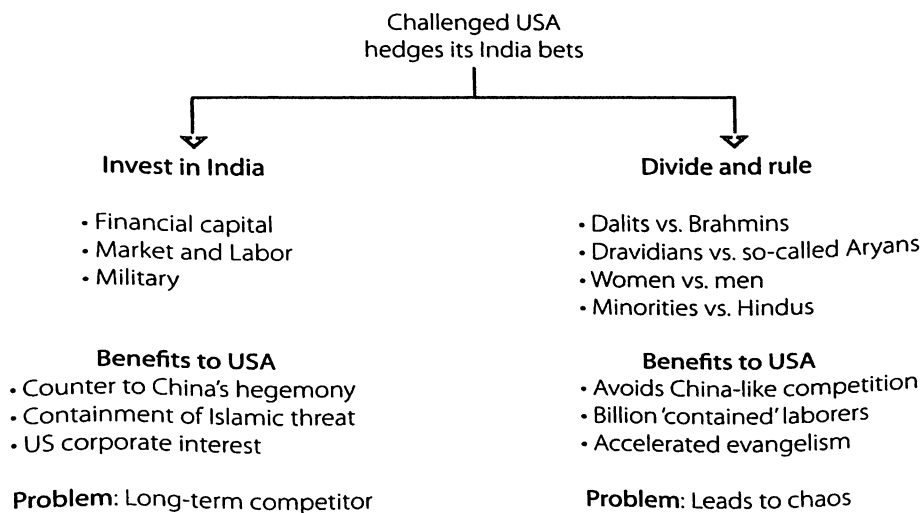 Challenged USA
hedges its India bets
Invest in India
• Financial capital
• Market and Labor
• Military
Benefits to USA
• Counter to China's hegemony
• Containment of Islamic threat
• US corporate interest
Problem: Long-term competitor
Divide and rule
• Dalits vs. Brahmins
• Dravidians vs. so-called Aryans
• Women vs. men
• Minorities vs. Hindus
Benefits to USA
• Avoids China-like competition
• Billion 'contained' laborers
• Accelerated evangelism
Problem: Leads to chaos